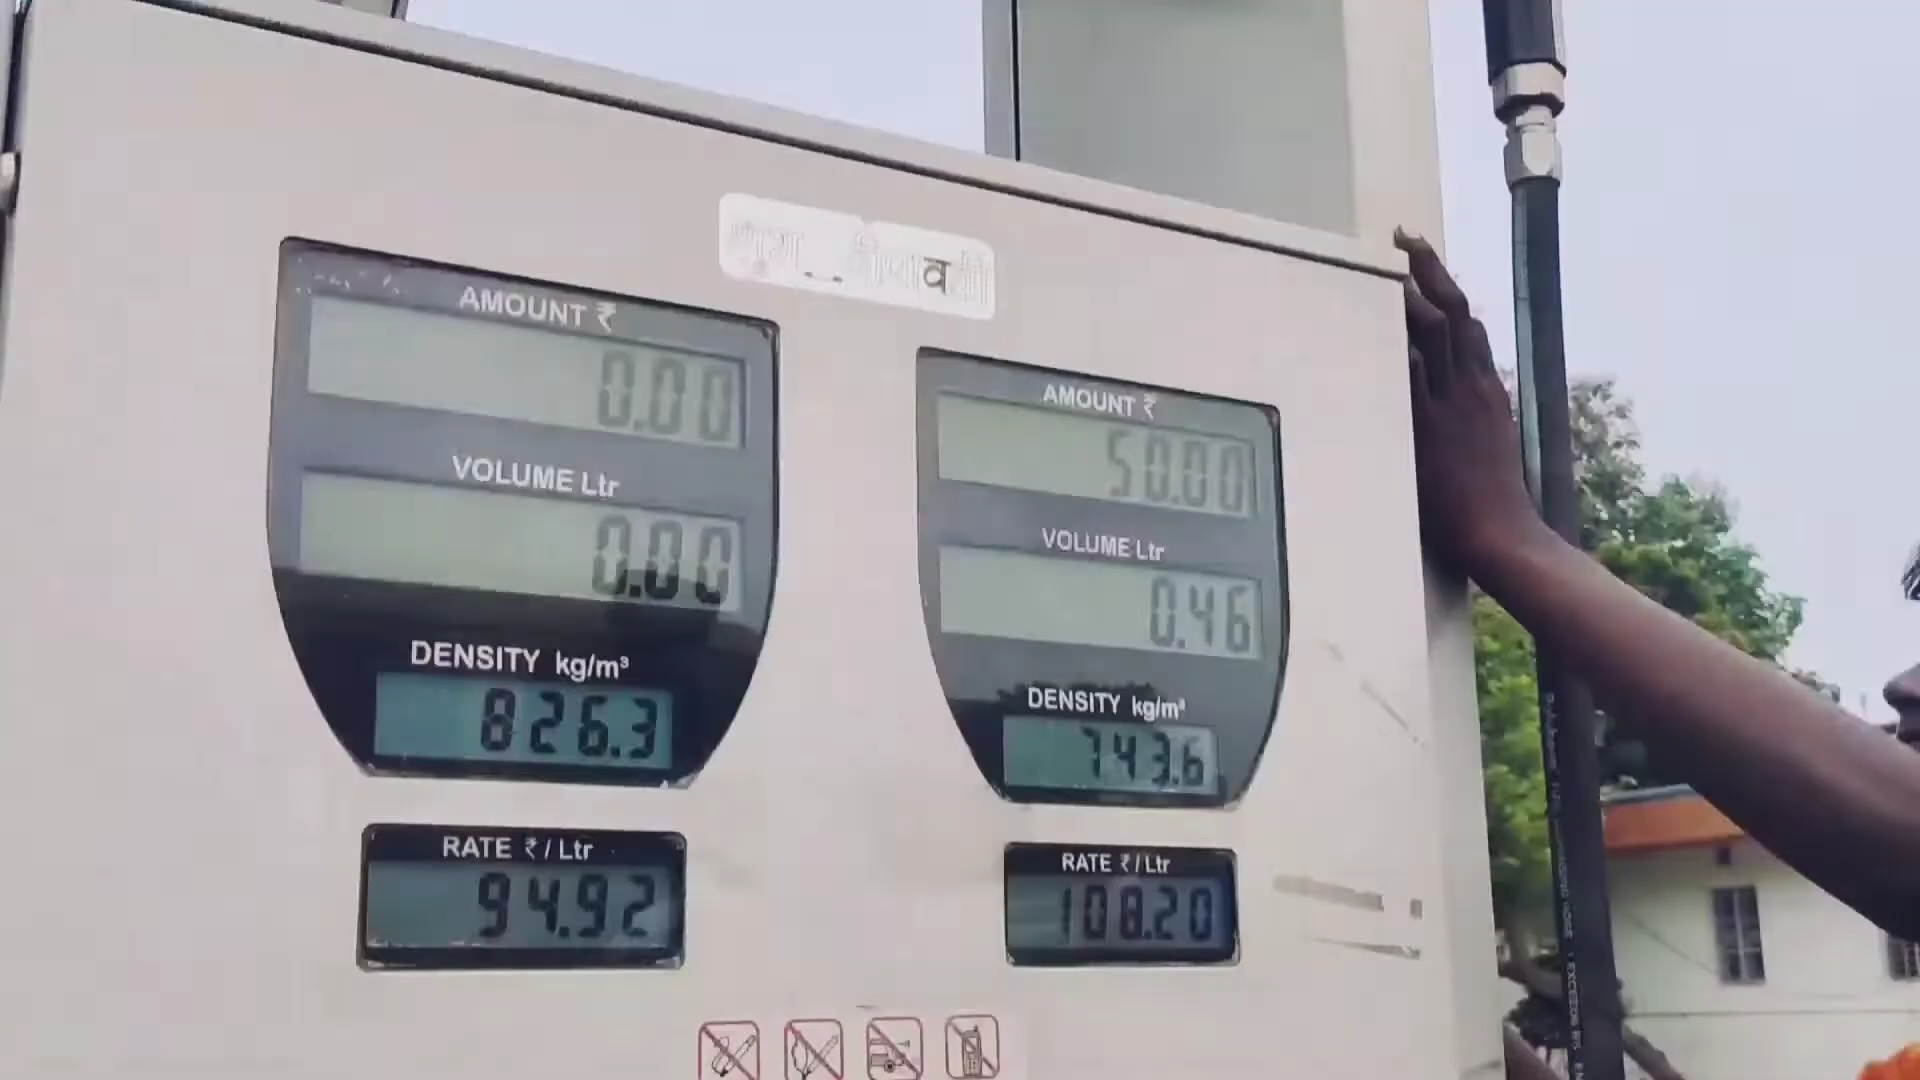 AMOUNT ₹
0.00
VOLUME Ltr
0.00
DENSITY kg/m³
826.3
RATE ₹/Ltr
94.92
AMOUNT ₹
50.00
VOLUME Ltr
0.46
DENSITY kg/m³
743.6
RATE ₹/Ltr
108.20